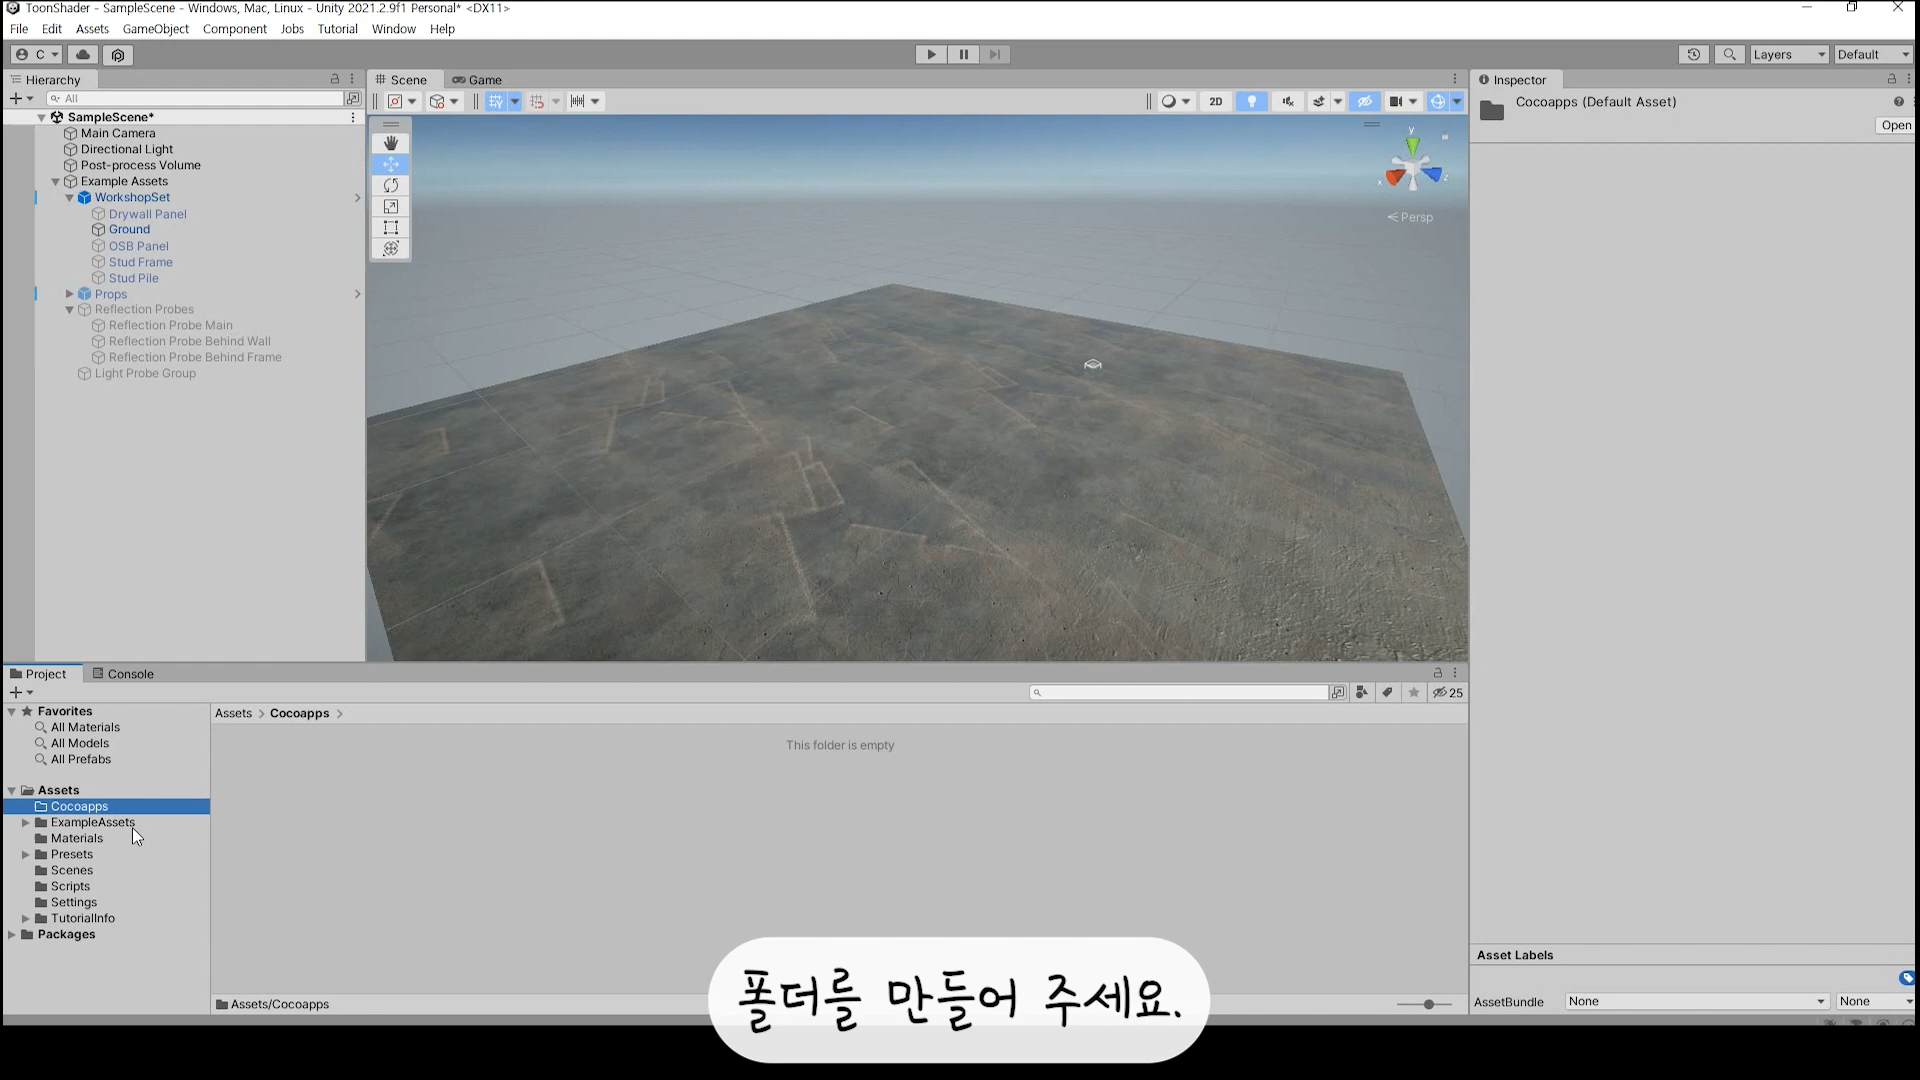 ToonShader - SampleScene - Windows, Mac, Linux - Unity 2021.2.9f1 Personal* <DX11>
File Edit Assets GameObject Component Jobs Tutorial Window Help
C
Layers
Default
Hierarchy
All
SampleScene*
Main Camera
Directional Light
Post-process Volume
Example Assets
WorkshopSet
Drywall Panel
Ground
OSB Panel
Stud Frame
Stud Pile
Props
Reflection Probes
Reflection Probe Main
Reflection Probe Behind Wall
Reflection Probe Behind Frame
Light Probe Group
Scene Game
2D
y
x
z
Persp
Inspector
Cocoapps (Default Asset)
Open
Project Console
25
Favorites
All Materials
All Models
All Prefabs
Assets
Cocoapps
ExampleAssets
Materials
Presets
Scenes
Scripts
Settings
TutorialInfo
Packages
Assets > Cocoapps >
This folder is empty
Assets/Cocoapps
Asset Labels
AssetBundle None None
폴더를 만들어 주세요.